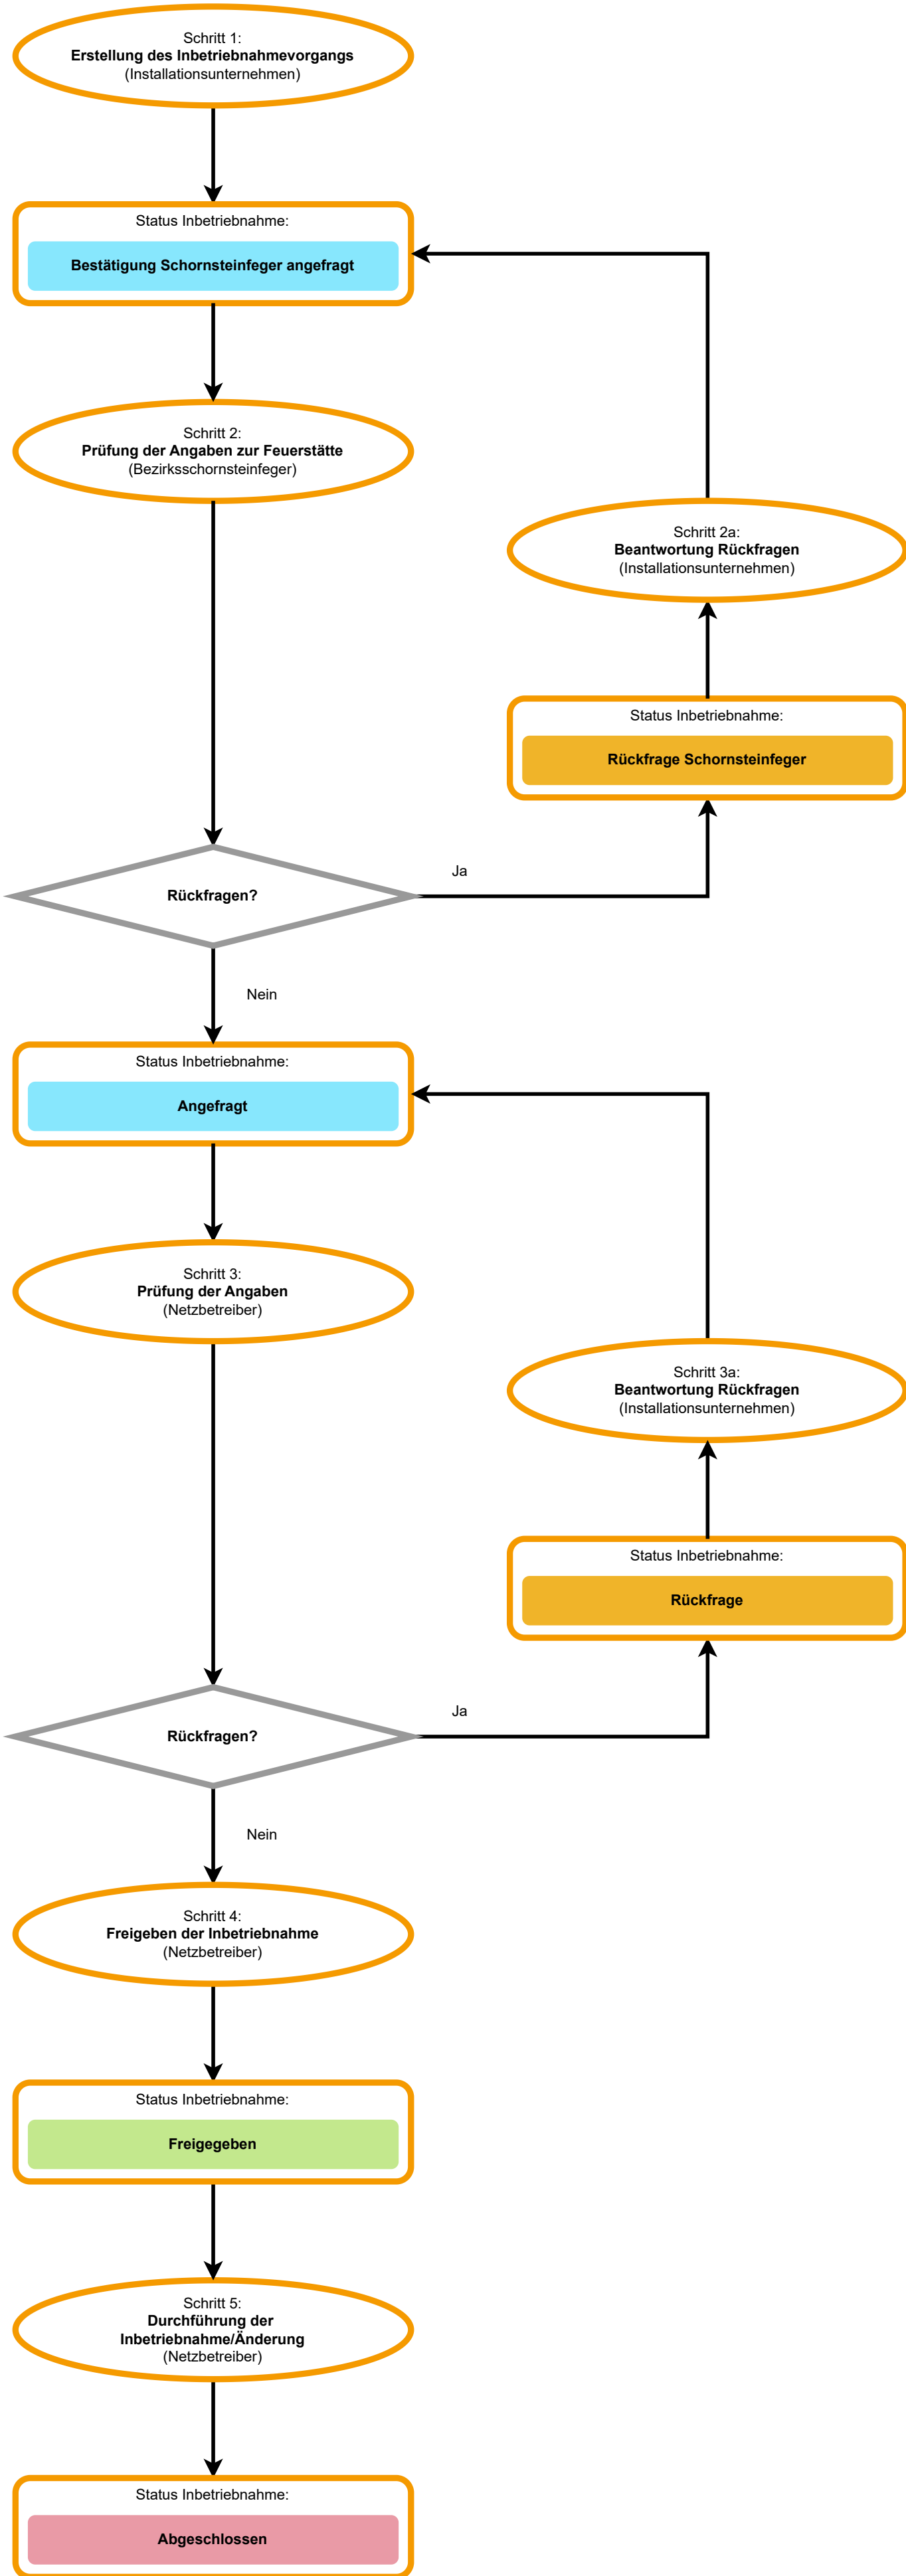 Schritt 1:
Erstellung des Inbetriebnahmevorgangs
(Installationsunternehmen)
Status Inbetriebnahme:
Bestätigung Schornsteinfeger angefragt
Schritt 2:
Prüfung der Angaben zur Feuerstätte
(Bezirksschornsteinfeger)
Schritt 2a:
Beantwortung Rückfragen
(Installationsunternehmen)
Status Inbetriebnahme:
Rückfrage Schornsteinfeger
Ja
Rückfragen?
Nein
Status Inbetriebnahme:
Angefragt
Schritt 3:
Prüfung der Angaben
(Netzbetreiber)
Schritt 3a:
Beantwortung Rückfragen
(Installationsunternehmen)
Status Inbetriebnahme:
Rückfrage
Ja
Rückfragen?
Nein
Schritt 4:
Freigeben der Inbetriebnahme
(Netzbetreiber)
Status Inbetriebnahme:
Freigegeben
Schritt 5:
Durchführung der
Inbetriebnahme/Änderung
(Netzbetreiber)
Status Inbetriebnahme:
Abgeschlossen